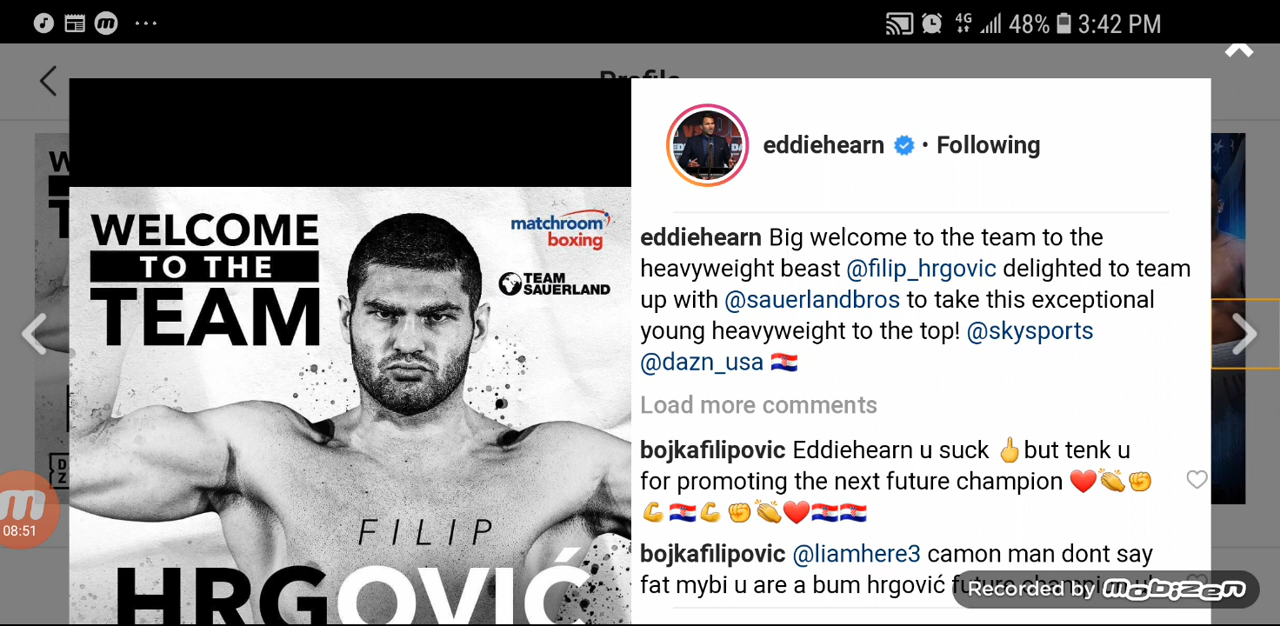 4G 48% 3:42 PM
Profile
WELCOME
TO THE
TEAM
matchroom
boxing
TEAM
SAUERLAND
FILIP
HRGOVIĆ
08:51
eddiehearn • Following
eddiehearn Big welcome to the team to the
heavyweight beast @filip_hrgovic delighted to team
up with @sauerlandbros to take this exceptional
young heavyweight to the top! @skysports
@dazn_usa 🇭🇷
Load more comments
bojkafilipovic Eddiehearn u suck 🖕but tenk u
for promoting the next future champion ❤️👏✊
💪🇭🇷💪✊👏❤️🇭🇷🇭🇷
bojkafilipovic @liamhere3 camon man dont say
fat mybi u are a bum hrgović future champion
Recorded by mobizen